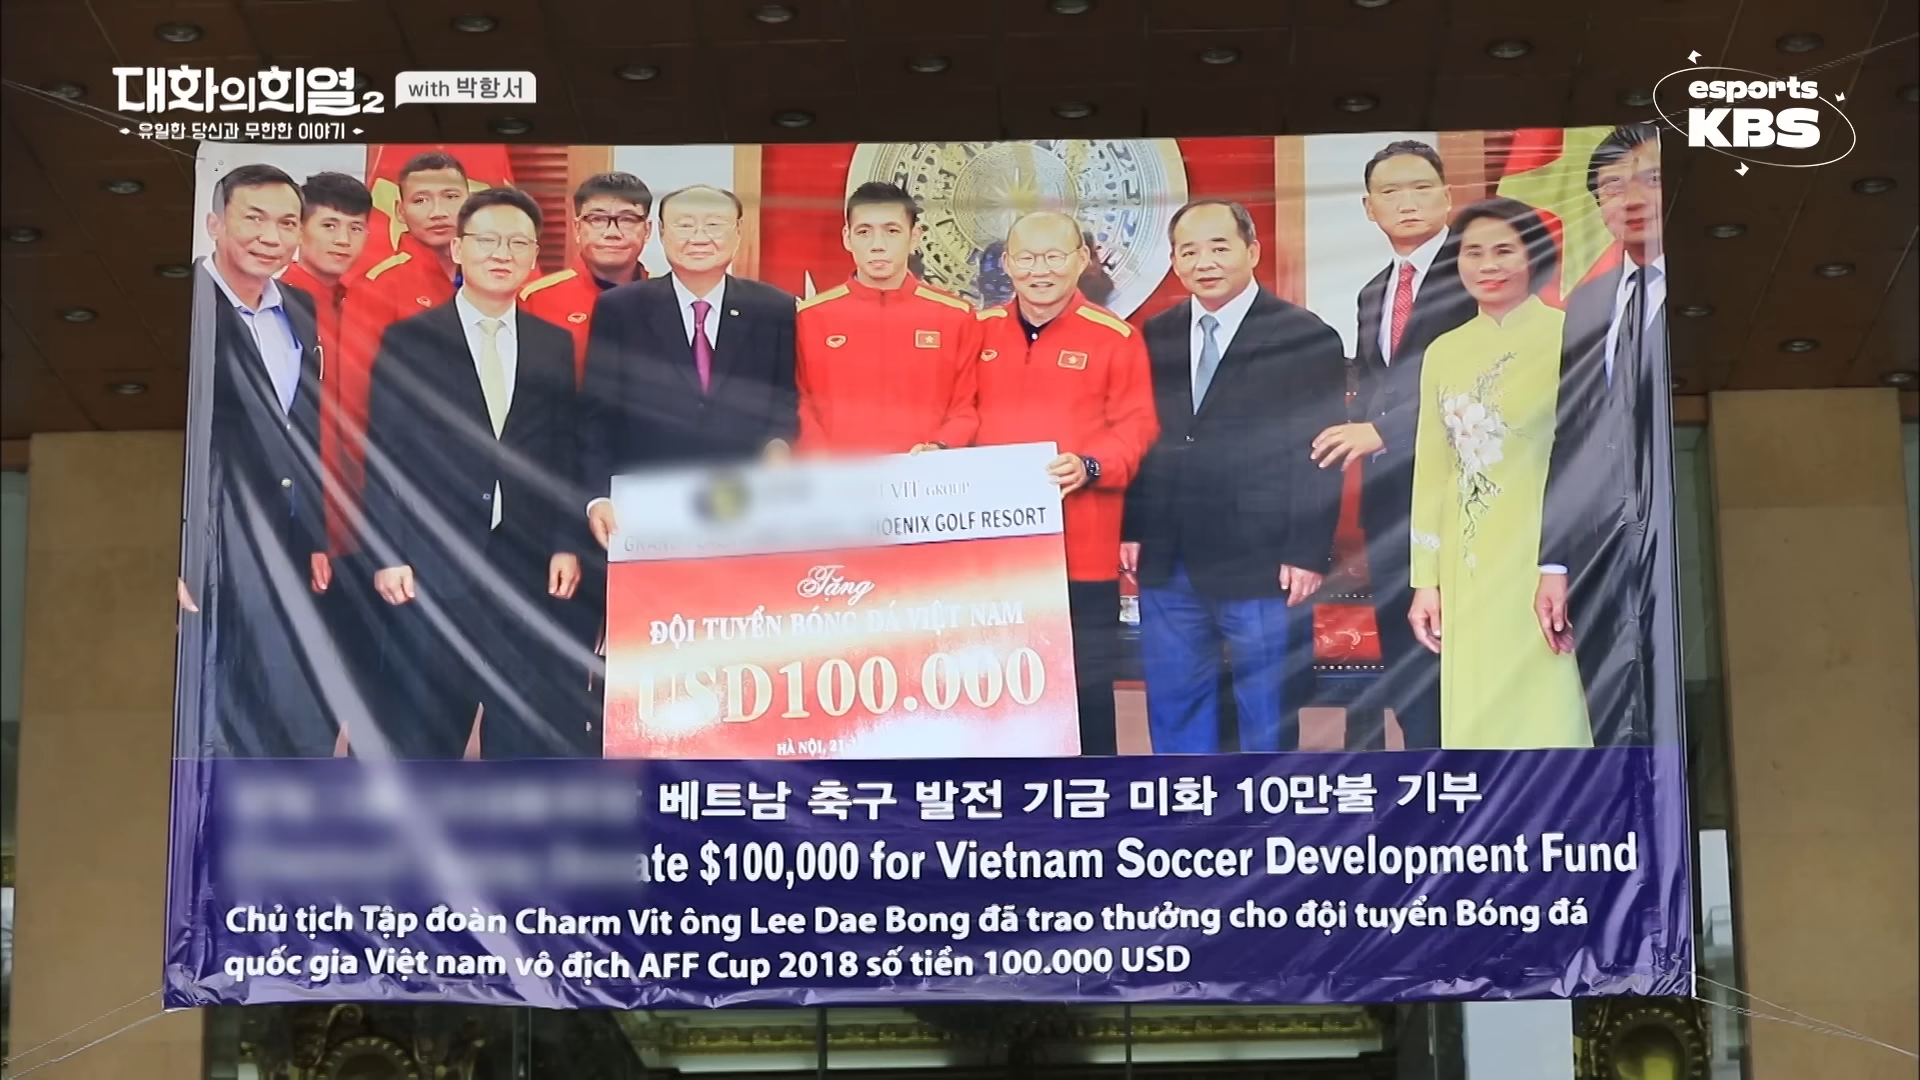 대화의희열2
with 박항서
유일한 당신과 무한한 이야기
esports
KBS
VIT GROUP
PHOENIX GOLF RESORT
Tặng
ĐỘI TUYỂN BÓNG ĐÁ VIỆT NAM
USD100.000
HÀ NỘI, 21
베트남 축구 발전 기금 미화 10만불 기부
ate $100,000 for Vietnam Soccer Development Fund
Chủ tịch Tập đoàn Charm Vit ông Lee Dae Bong đã trao thưởng cho đội tuyển Bóng đá
quốc gia Việt nam vô địch AFF Cup 2018 số tiền 100.000 USD